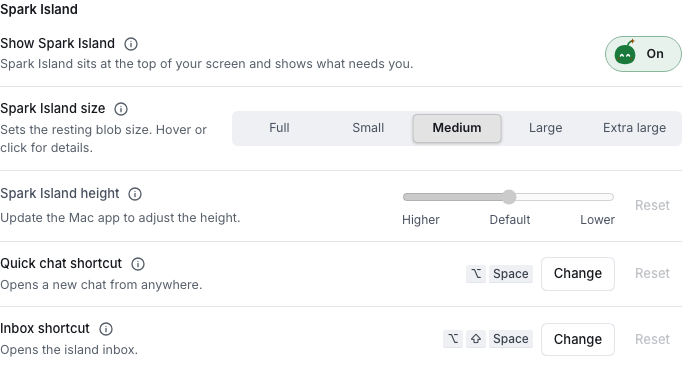 Spark Island
Show Spark Island
Spark Island sits at the top of your screen and shows what needs you.
On
Spark Island size
Sets the resting blob size. Hover or
click for details.
Full Small Medium Large Extra large
Spark Island height
Update the Mac app to adjust the height.
Higher Default Lower
Reset
Quick chat shortcut
Opens a new chat from anywhere.
⌥ Space Change Reset
Inbox shortcut
Opens the island inbox.
⌥ ⇧ Space Change Reset